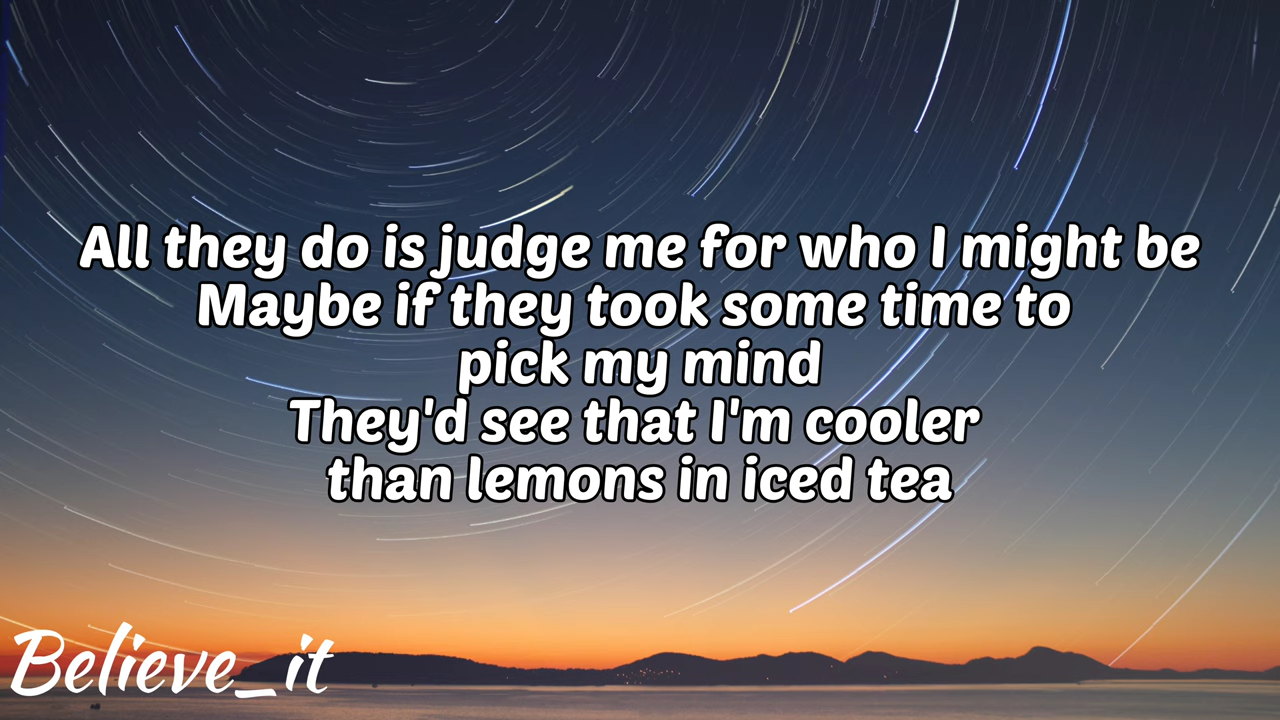 All they do is judge me for who I might be
Maybe if they took some time to
pick my mind
They'd see that I'm cooler
than lemons in iced tea
Believe_it